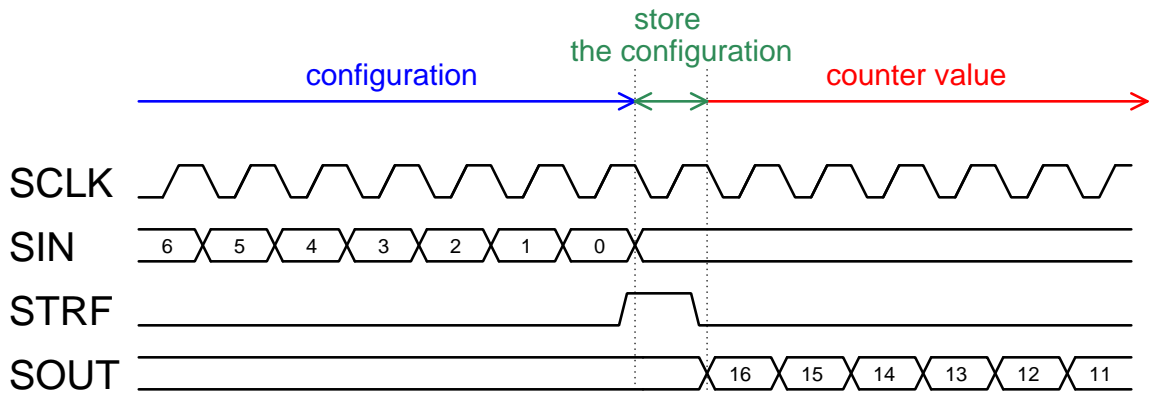 store
the configuration
configuration
counter value
SCLK
SIN
6 5 4 3 2 1 0
STRF
SOUT
16 15 14 13 12 11